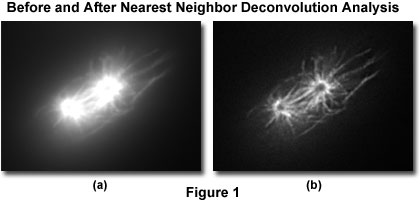 Before and After Nearest Neighbor Deconvolution Analysis
(a)
(b)
Figure 1